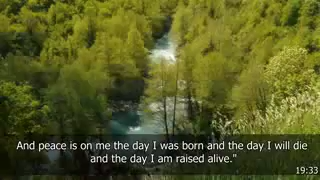 And peace is on me the day I was born and the day I will die
and the day I am raised alive."
19:33